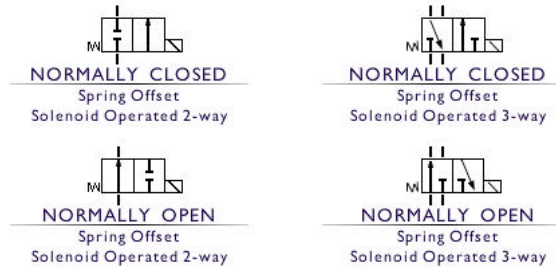 NORMALLY CLOSED
Spring Offset
Solenoid Operated 2-way
NORMALLY CLOSED
Spring Offset
Solenoid Operated 3-way
NORMALLY OPEN
Spring Offset
Solenoid Operated 2-way
NORMALLY OPEN
Spring Offset
Solenoid Operated 3-way